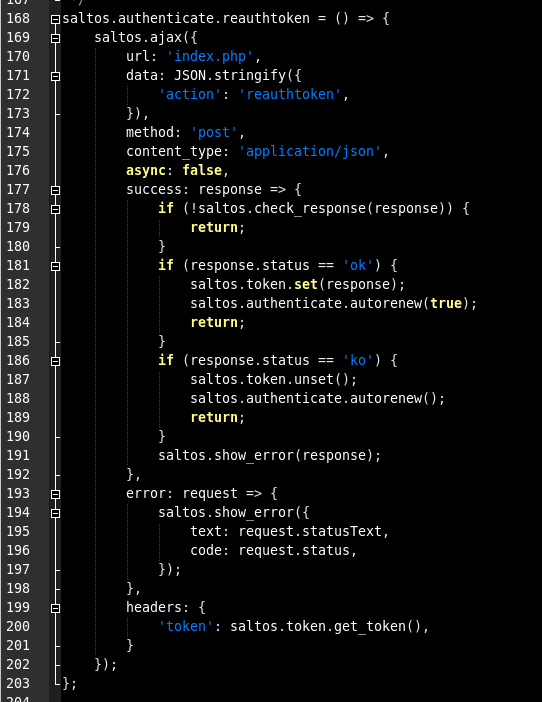 187 */
168 saltos.authenticate.reauthtoken = () => {
169     saltos.ajax({
170         url: 'index.php',
171         data: JSON.stringify({
172             'action': 'reauthtoken',
173         }),
174         method: 'post',
175         content_type: 'application/json',
176         async: false,
177         success: response => {
178             if (!saltos.check_response(response)) {
179                 return;
180             }
181             if (response.status == 'ok') {
182                 saltos.token.set(response);
183                 saltos.authenticate.autorenew(true);
184                 return;
185             }
186             if (response.status == 'ko') {
187                 saltos.token.unset();
188                 saltos.authenticate.autorenew();
189                 return;
190             }
191             saltos.show_error(response);
192         },
193         error: request => {
194             saltos.show_error({
195                 text: request.statusText,
196                 code: request.status,
197             });
198         },
199         headers: {
200             'token': saltos.token.get_token(),
201         }
202     });
203 };
204